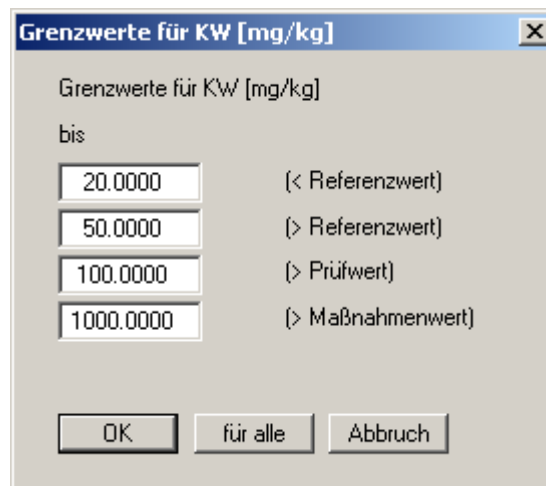 Grenzwerte für KW [mg/kg]
Grenzwerte für KW [mg/kg]
bis
20.0000 (< Referenzwert)
50.0000 (> Referenzwert)
100.0000 (> Prüfwert)
1000.0000 (> Maßnahmenwert)
OK für alle Abbruch